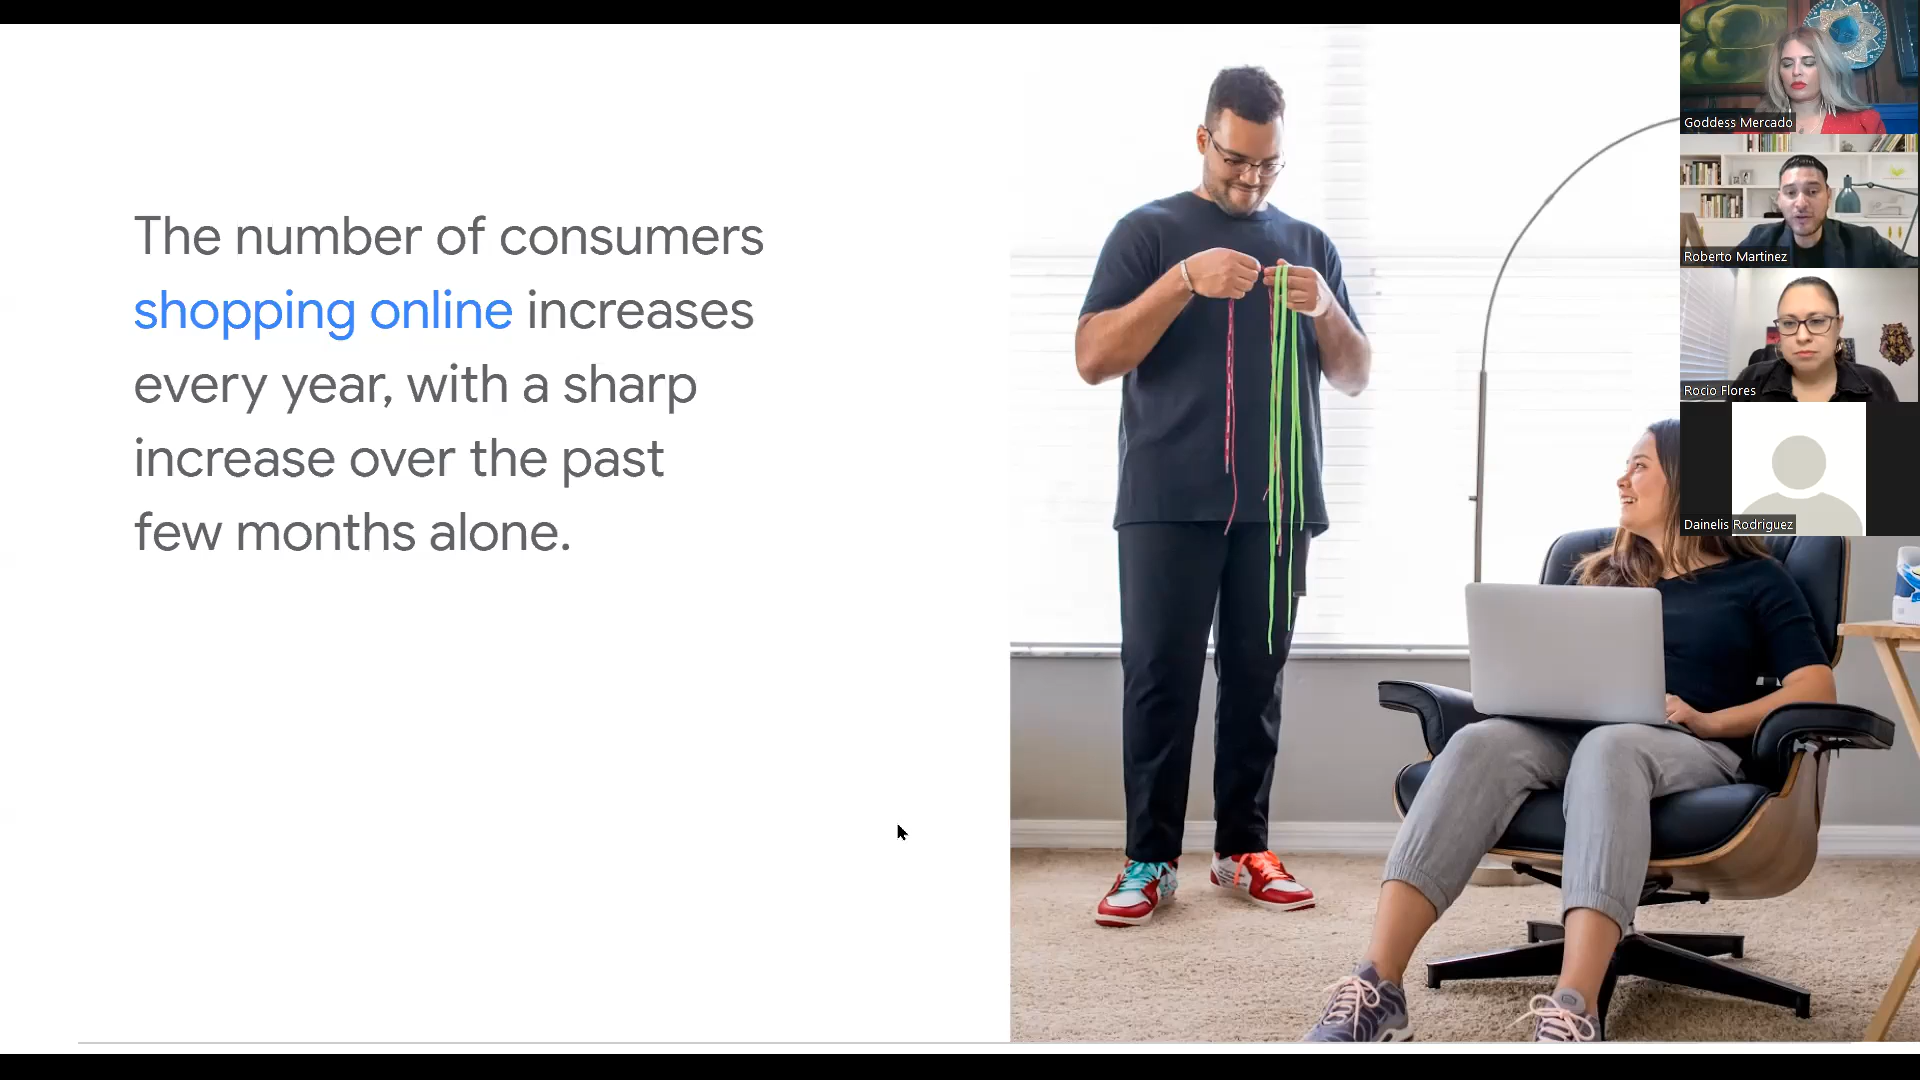 The number of consumers
shopping online increases
every year, with a sharp
increase over the past
few months alone.
Goddess Mercado
Roberto Martinez
Rocio Flores
Dainelis Rodriguez